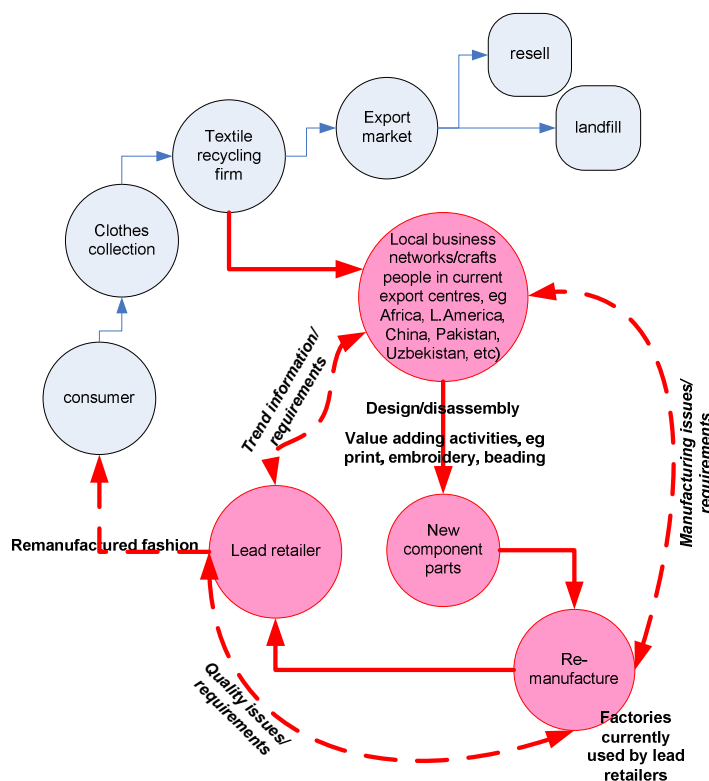 resell
Export
market
landfill
Textile
recycling
firm
Clothes
collection
Local business
networks/crafts
people in current
export centres, eg
Africa, L.America,
China, Pakistan,
Uzbekistan, etc)
consumer
Trend information/
requirements
Design/disassembly
Value adding activities, eg
print, embroidery, beading
Manufacturing issues/
requirements
Remanufactured fashion
Lead retailer
New
component
parts
Re-
manufacture
Quality issues/
requirements
Factories
currently
used by lead
retailers